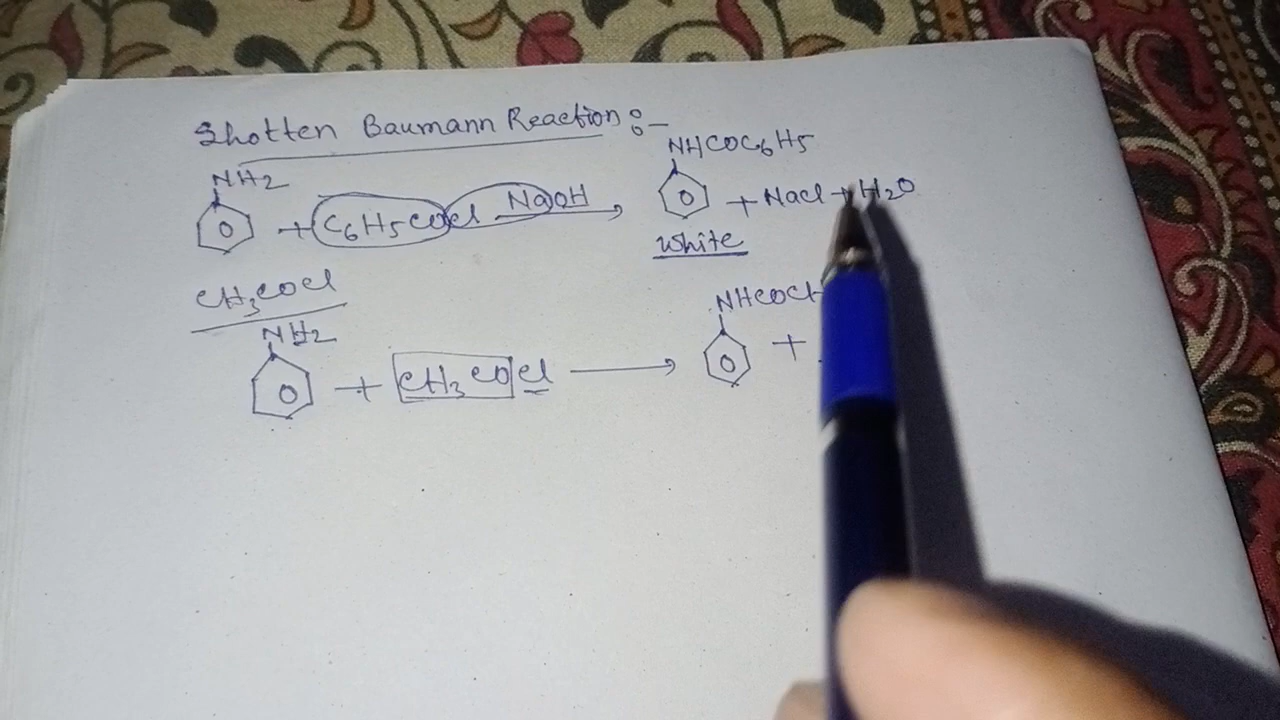 Shotten Baumann Reaction :-
NH2 NHCOC6H5
+ C6H5COCl NaOH + NaCl + H2O
White
CH3COCl
NH2 NHCOCH
+ CH3COCl +